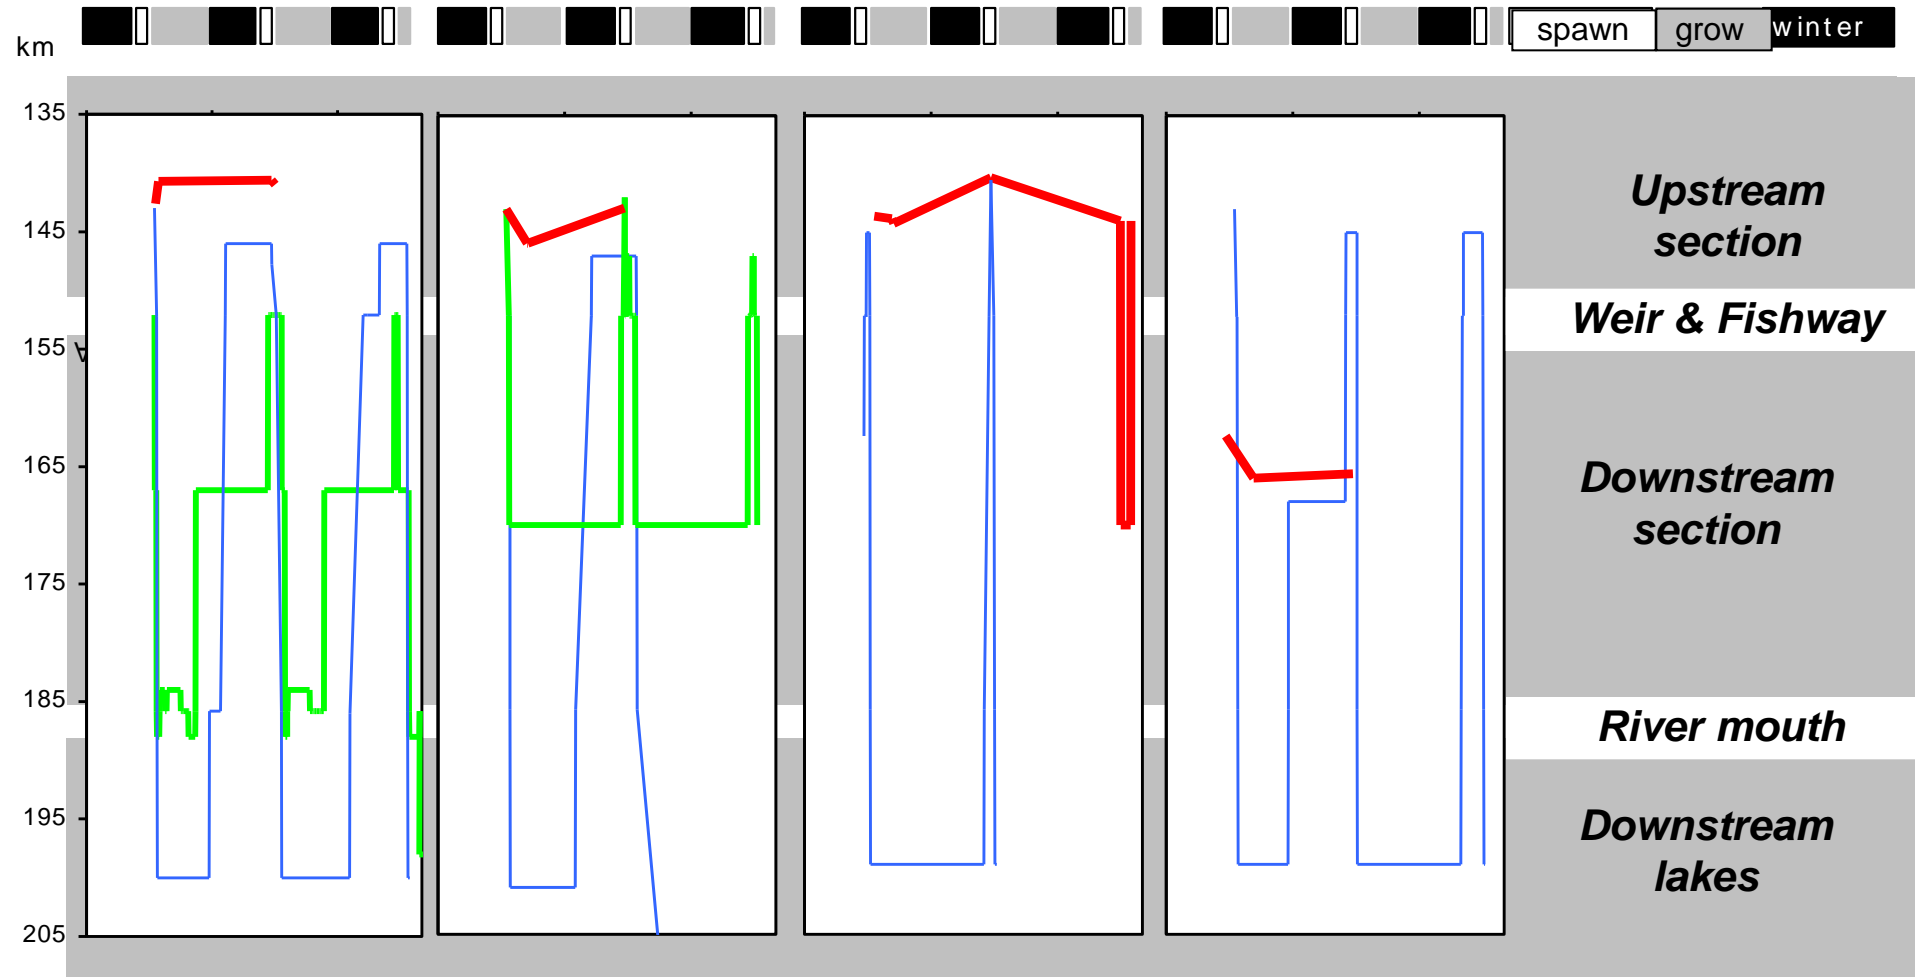 km
spawn
grow
winter
135
145
155
165
175
185
195
205
Upstream
section
Weir & Fishway
Downstream
section
River mouth
Downstream
lakes